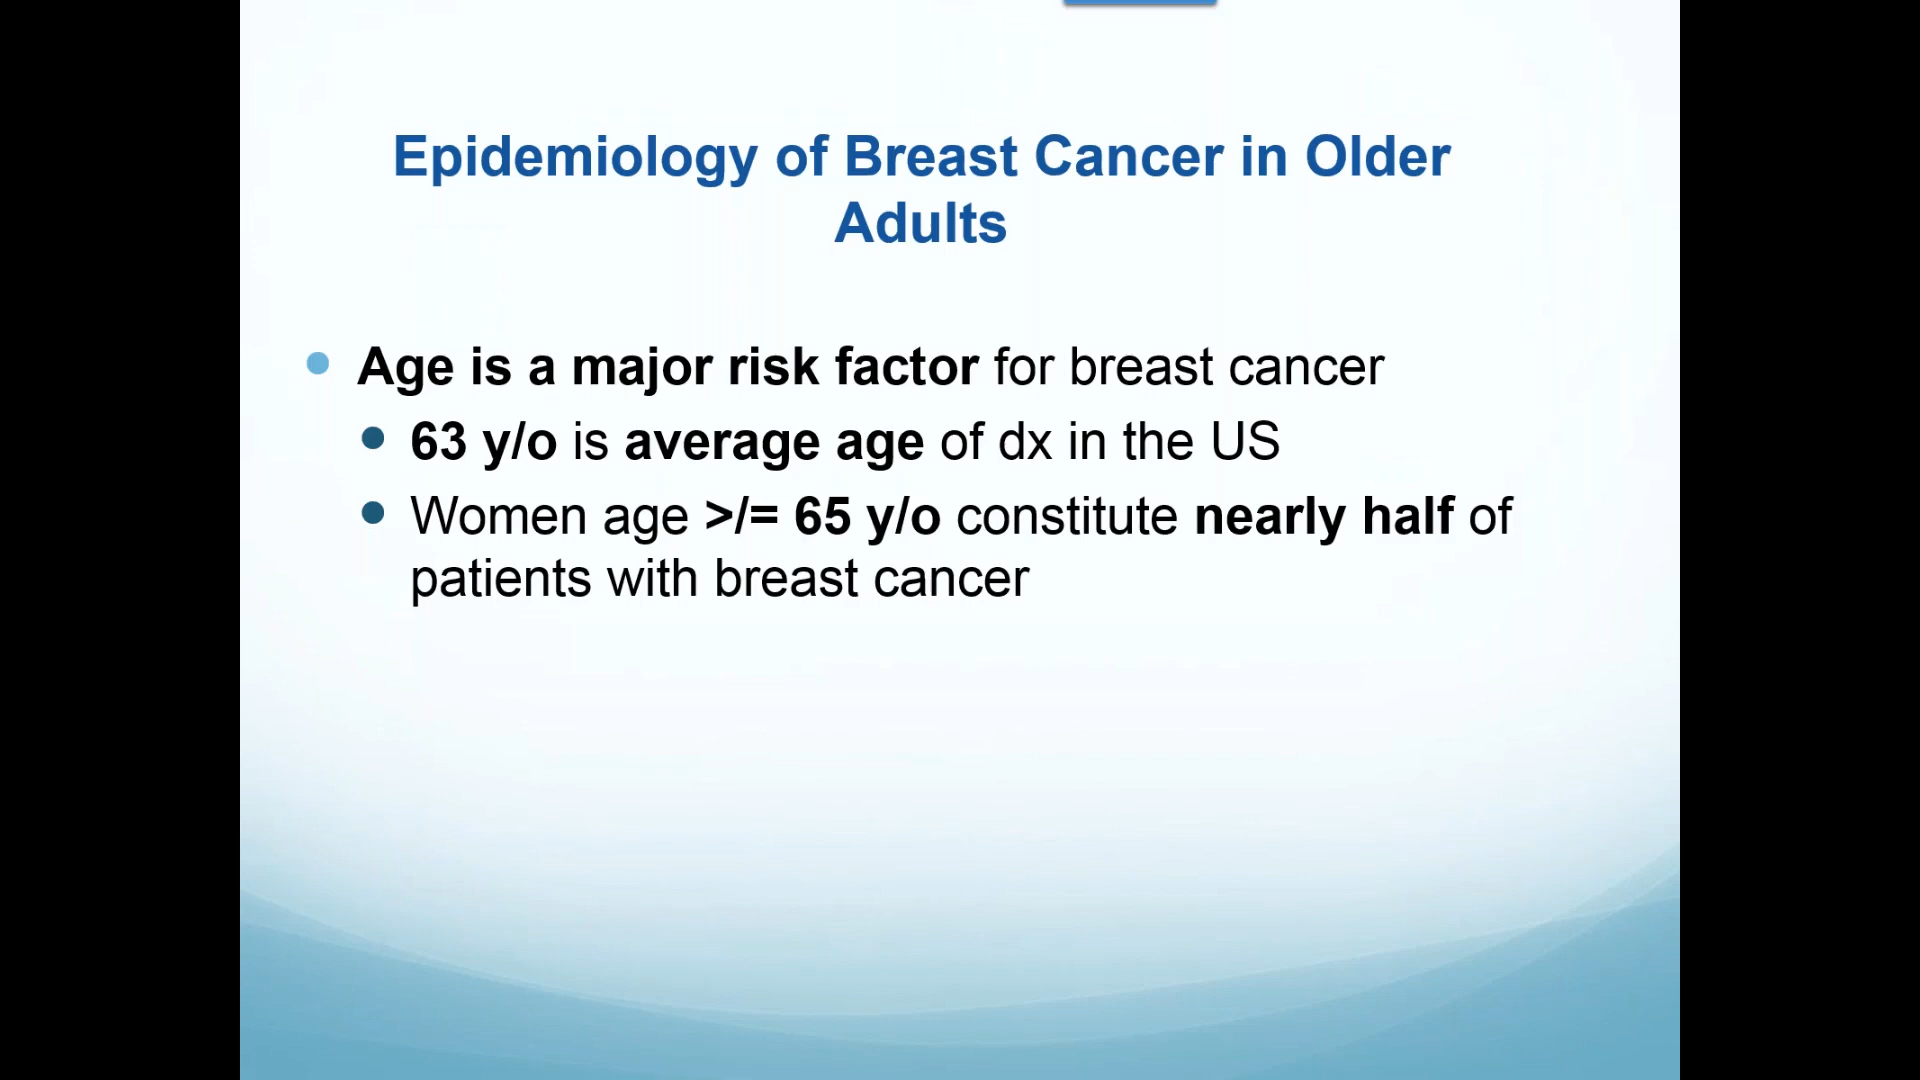 Epidemiology of Breast Cancer in Older
Adults
Age is a major risk factor for breast cancer
63 y/o is average age of dx in the US
Women age >/= 65 y/o constitute nearly half of
patients with breast cancer